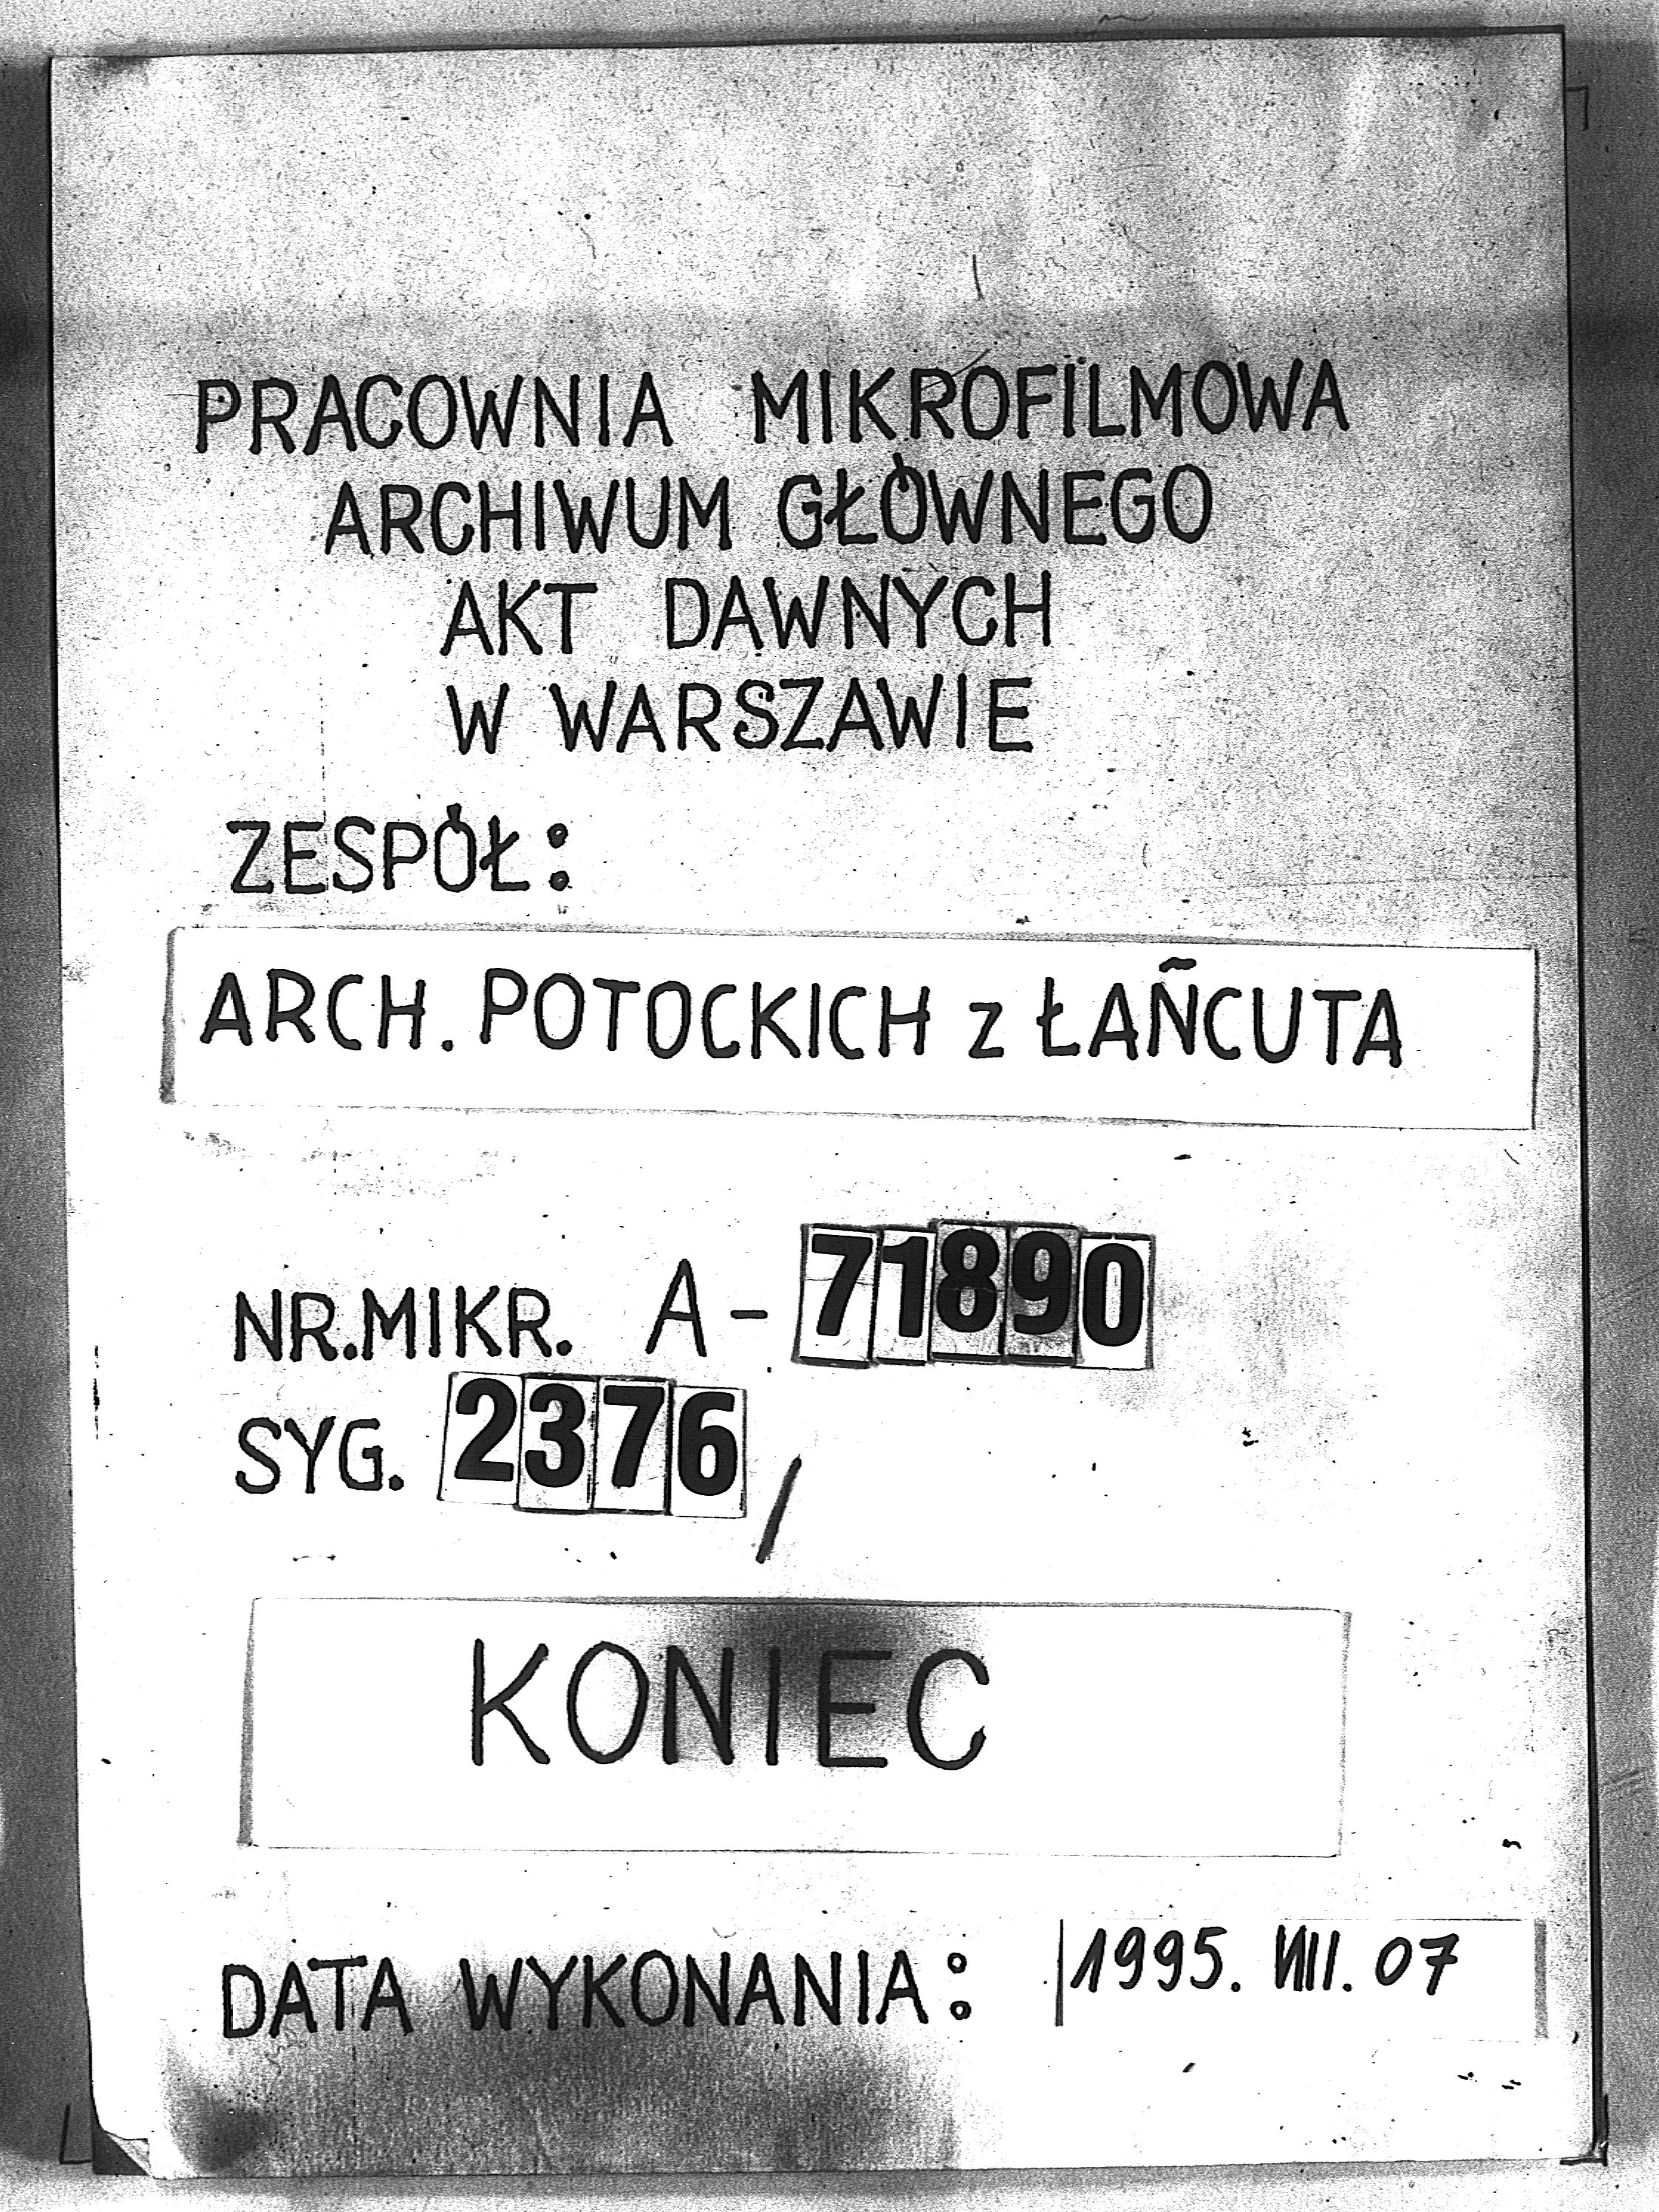 PRACOWNIA MIKROFILMOWA
ARCHIWUM GŁÓWNEGO
AKT DAWNYCH
W WARSZAWIE
ZESPÓŁ:
ARCH. POTOCKICH z ŁAŃCUTA
NR.MIKR. A-71890
SYG. 2376/
KONIEC
DATA WYKONANIA: 1995. VIII. 07